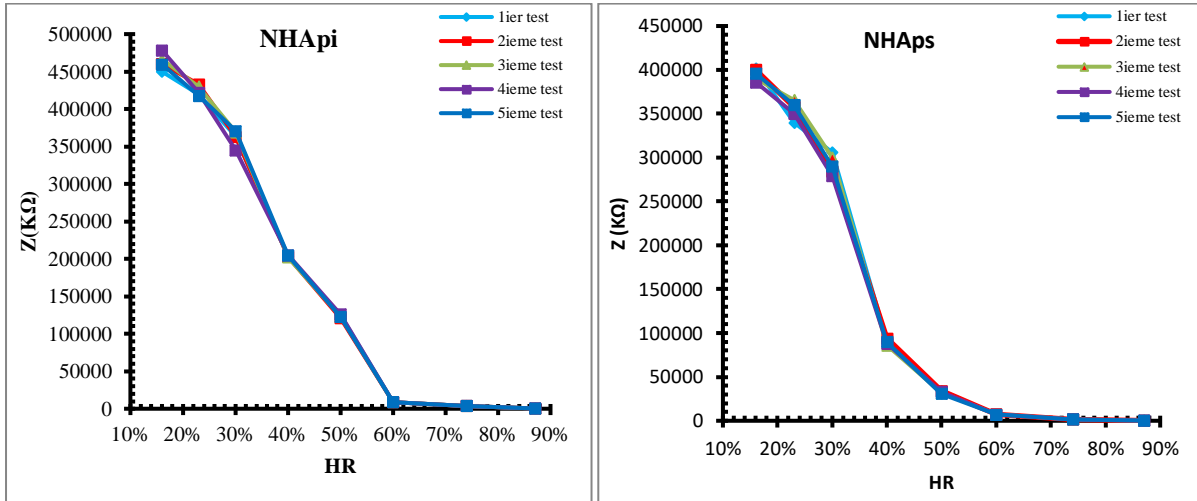 NHApi
1ier test
2ieme test
3ieme test
4ieme test
5ieme test
Z(KΩ)
500000
450000
400000
350000
300000
250000
200000
150000
100000
50000
0
10% 20% 30% 40% 50% 60% 70% 80% 90%
HR
NHAps
1ier test
2ieme test
3ieme test
4ieme test
5ieme test
Z (KΩ)
450000
400000
350000
300000
250000
200000
150000
100000
50000
0
10% 20% 30% 40% 50% 60% 70% 80% 90%
HR